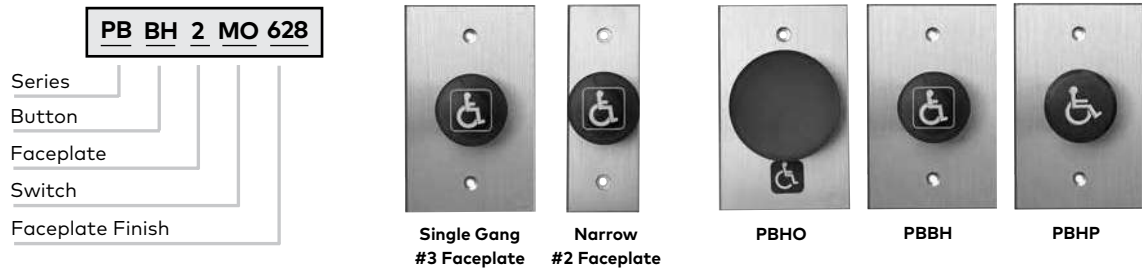 PB BH 2 MO 628
Series
Button
Faceplate
Switch
Faceplate Finish
Single Gang
#3 Faceplate
Narrow
#2 Faceplate
PBHO
PBBH
PBHP